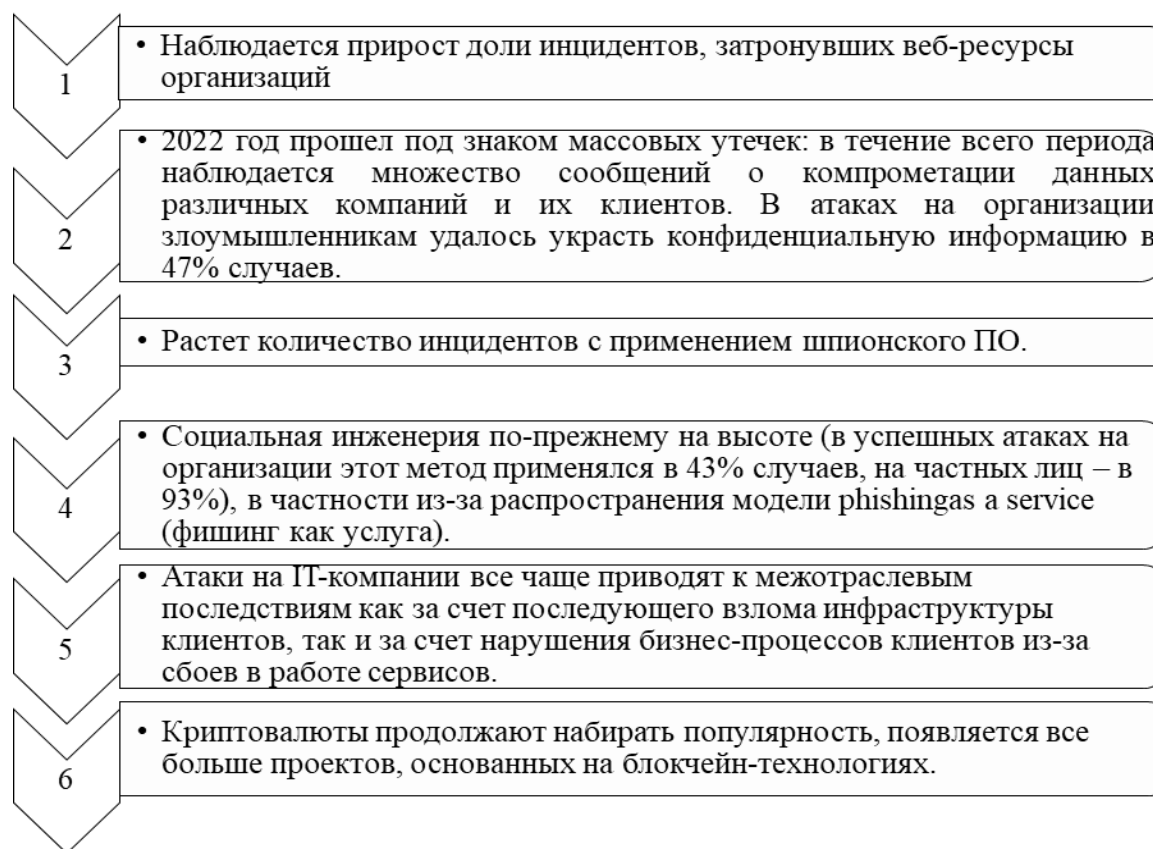 1
• Наблюдается прирост доли инцидентов, затронувших веб-ресурсы
организаций
2
• 2022 год прошел под знаком массовых утечек: в течение всего периода
наблюдается множество сообщений о компрометации данных
различных компаний и их клиентов. В атаках на организации
злоумышленникам удалось украсть конфиденциальную информацию в
47% случаев.
3
• Растет количество инцидентов с применением шпионского ПО.
4
• Социальная инженерия по-прежнему на высоте (в успешных атаках на
организации этот метод применялся в 43% случаев, на частных лиц – в
93%), в частности из-за распространения модели phishingas a service
(фишинг как услуга).
5
• Атаки на IT-компании все чаще приводят к межотраслевым
последствиям как за счет последующего взлома инфраструктуры
клиентов, так и за счет нарушения бизнес-процессов клиентов из-за
сбоев в работе сервисов.
6
• Криптовалюты продолжают набирать популярность, появляется все
больше проектов, основанных на блокчейн-технологиях.